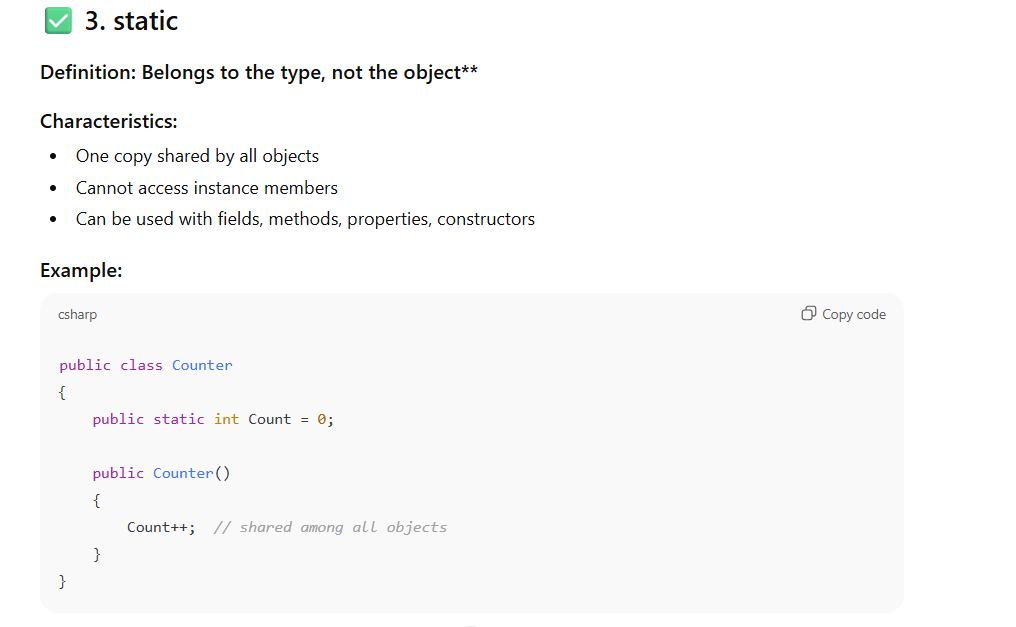 ✅ 3. static
Definition: Belongs to the type, not the object**
Characteristics:
• One copy shared by all objects
• Cannot access instance members
• Can be used with fields, methods, properties, constructors
Example:
csharp Copy code
public class Counter
{
    public static int Count = 0;
    public Counter()
    {
        Count++;  // shared among all objects
    }
}